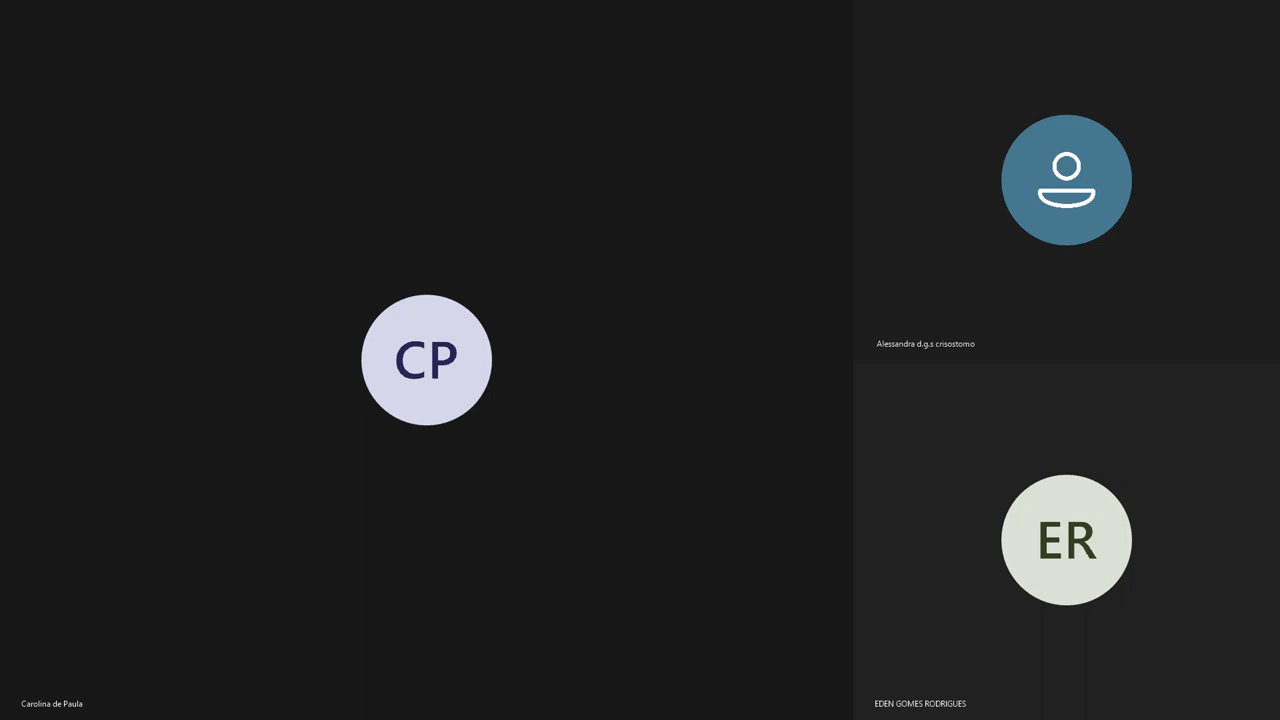 CP
Carolina de Paula
Alessandra d.g.s crisostomo
ER
EDEN GOMES RODRIGUES